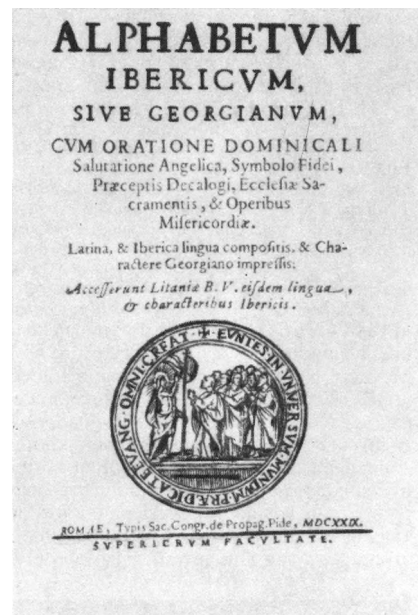 ALPHABETVM
IBERICVM,
SIVE GEORGIANVM,
CVM ORATIONE DOMINICALI
Salutatione Angelica, Symbolo Fidei,
Præceptis Decalogi, Ecclesiæ Sa-
cramentis, & Operibus
Miſericordiæ.
Latina, & Iberica lingua compoſitis, & Cha-
ractere Georgiano impreſsis.
Acceſſerunt Litaniæ B. V. eiſdem lingua,
& characteribus Ibericis.
EVNTES IN VNIVERSVM MVNDVM PRÆDICATE EVANG. OMNI CREAT
ROMAE, Typis Sac. Congr. de Propag. Fide, MDCXXIX.
SVPERIORVM FACVLTATE.